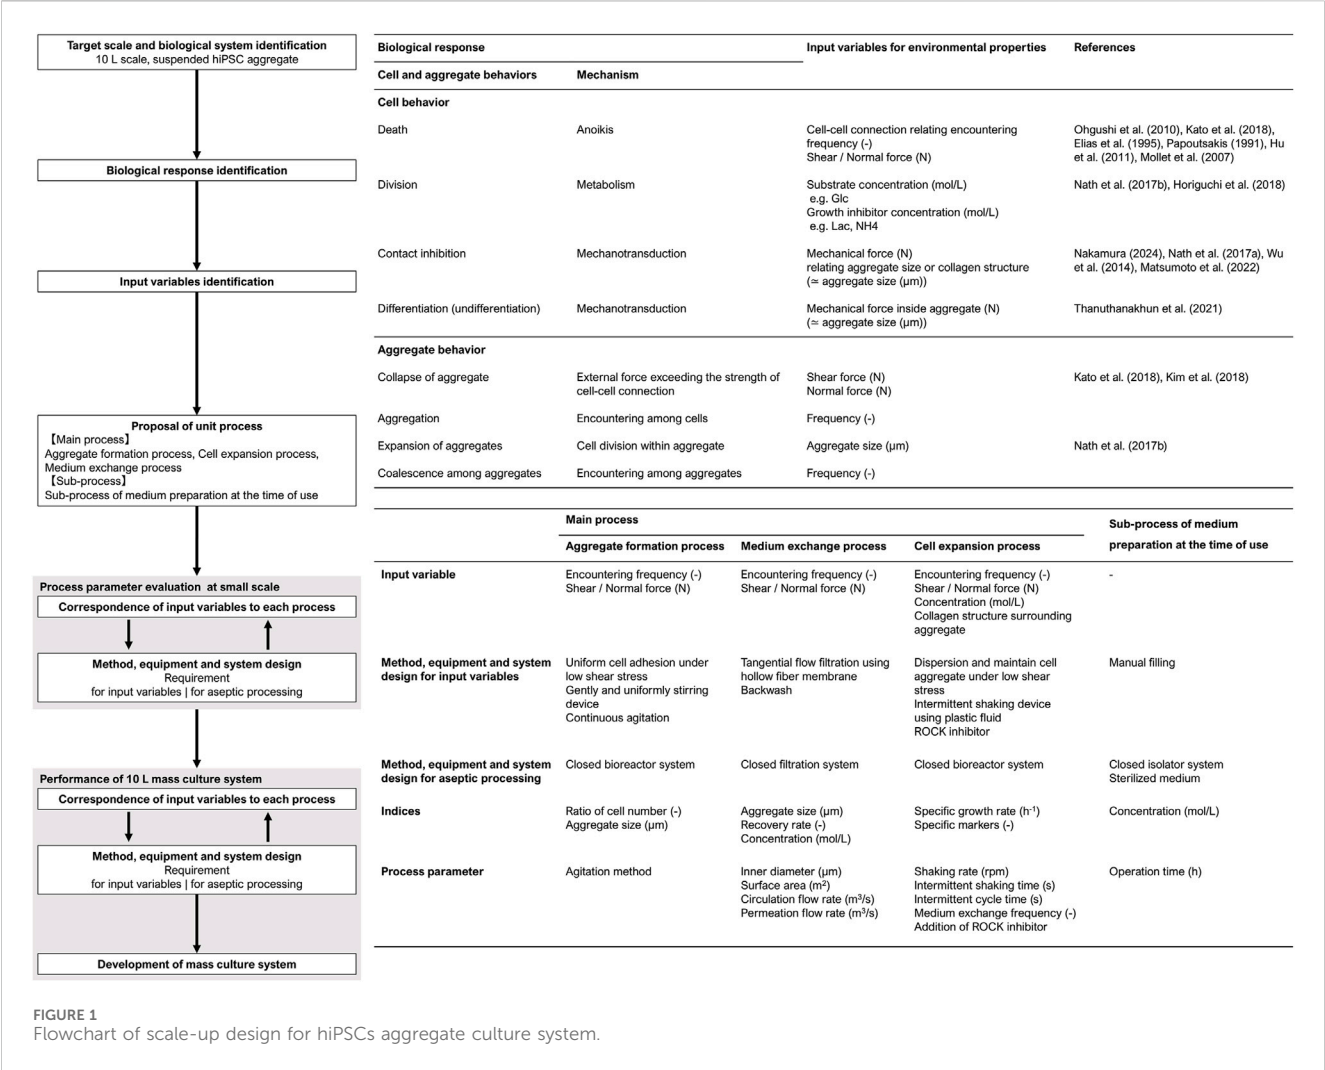 Target scale and biological system identification
10 L scale, suspended hiPSC aggregate
Biological response identification
Input variables identification
Proposal of unit process
【Main process】
Aggregate formation process, Cell expansion process,
Medium exchange process
【Sub-process】
Sub-process of medium preparation at the time of use
Process parameter evaluation at small scale
Correspondence of input variables to each process
Method, equipment and system design
Requirement
for input variables | for aseptic processing
Performance of 10 L mass culture system
Correspondence of input variables to each process
Method, equipment and system design
Requirement
for input variables | for aseptic processing
Development of mass culture system
Biological response Input variables for environmental properties References
Cell and aggregate behaviors Mechanism
Cell behavior
Death Anoikis Cell-cell connection relating encountering Ohgushi et al. (2010), Kato et al. (2018),
frequency (-) Elias et al. (1995), Papoutsakis (1991), Hu
Shear / Normal force (N) et al. (2011), Mollet et al. (2007)
Division Metabolism Substrate concentration (mol/L) Nath et al. (2017b), Horiguchi et al. (2018)
e.g. Glc
Growth inhibitor concentration (mol/L)
e.g. Lac, NH4
Contact inhibition Mechanotransduction Mechanical force (N) Nakamura (2024), Nath et al. (2017a), Wu
relating aggregate size or collagen structure et al. (2014), Matsumoto et al. (2022)
(≃ aggregate size (μm))
Differentiation (undifferentiation) Mechanotransduction Mechanical force inside aggregate (N) Thanuthanakhun et al. (2021)
(≃ aggregate size (μm))
Aggregate behavior
Collapse of aggregate External force exceeding the strength of Shear force (N) Kato et al. (2018), Kim et al. (2018)
cell-cell connection Normal force (N)
Aggregation Encountering among cells Frequency (-)
Expansion of aggregates Cell division within aggregate Aggregate size (μm) Nath et al. (2017b)
Coalescence among aggregates Encountering among aggregates Frequency (-)
Main process Sub-process of medium
Aggregate formation process Medium exchange process Cell expansion process preparation at the time of use
Input variable Encountering frequency (-) Encountering frequency (-) Encountering frequency (-) -
Shear / Normal force (N) Shear / Normal force (N) Shear / Normal force (N)
Concentration (mol/L)
Collagen structure surrounding
aggregate
Method, equipment and system Uniform cell adhesion under Tangential flow filtration using Dispersion and maintain cell Manual filling
design for input variables low shear stress hollow fiber membrane aggregate under low shear
Gently and uniformly stirring Backwash stress
device Intermittent shaking device
Continuous agitation using plastic fluid
ROCK inhibitor
Method, equipment and system Closed bioreactor system Closed filtration system Closed bioreactor system Closed isolator system
design for aseptic processing Sterilized medium
Indices Ratio of cell number (-) Aggregate size (μm) Specific growth rate (h⁻¹) Concentration (mol/L)
Aggregate size (μm) Recovery rate (-) Specific markers (-)
Concentration (mol/L)
Process parameter Agitation method Inner diameter (μm) Shaking rate (rpm) Operation time (h)
Surface area (m²) Intermittent shaking time (s)
Circulation flow rate (m³/s) Intermittent cycle time (s)
Permeation flow rate (m³/s) Medium exchange frequency (-)
Addition of ROCK inhibitor
FIGURE 1
Flowchart of scale-up design for hiPSCs aggregate culture system.